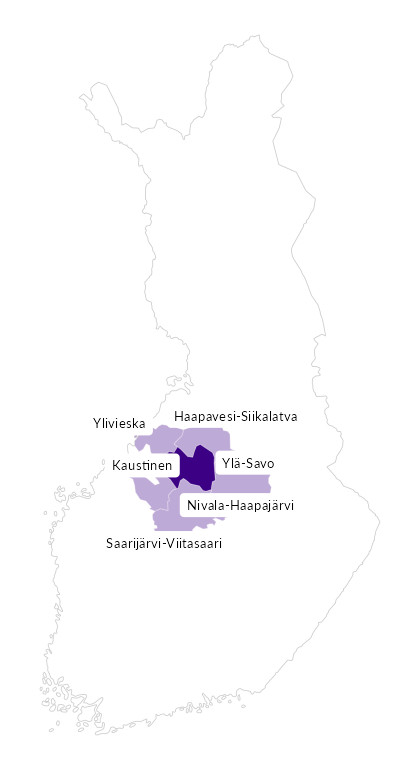 Haapavesi-Siikalatva
Ylivieska
Kaustinen
Ylä-Savo
Nivala-Haapajärvi
Saarijärvi-Viitasaari